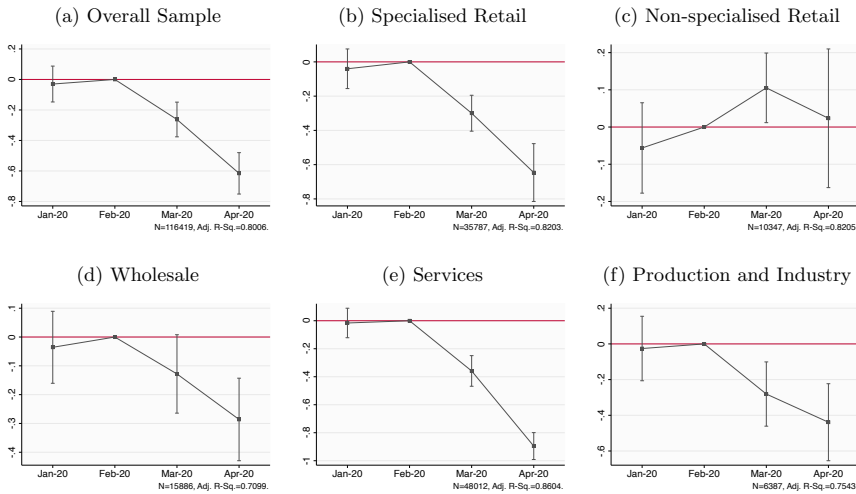 (a) Overall Sample
.2
0
-.2
-.4
-.6
-.8
Jan-20 Feb-20 Mar-20 Apr-20
N=116419, Adj. R-Sq.=0.8006.
(b) Specialised Retail
0
-.2
-.4
-.6
-.8
Jan-20 Feb-20 Mar-20 Apr-20
N=35787, Adj. R-Sq.=0.8203.
(c) Non-specialised Retail
.2
.1
0
-.1
-.2
Jan-20 Feb-20 Mar-20 Apr-20
N=10347, Adj. R-Sq.=0.8205
(d) Wholesale
.1
0
-.1
-.2
-.3
-.4
Jan-20 Feb-20 Mar-20 Apr-20
N=15886, Adj. R-Sq.=0.7099.
(e) Services
0
-.2
-.4
-.6
-.8
-1
Jan-20 Feb-20 Mar-20 Apr-20
N=48012, Adj. R-Sq.=0.8604.
(f) Production and Industry
.2
0
-.2
-.4
-.6
Jan-20 Feb-20 Mar-20 Apr-20
N=6387, Adj. R-Sq.=0.7543